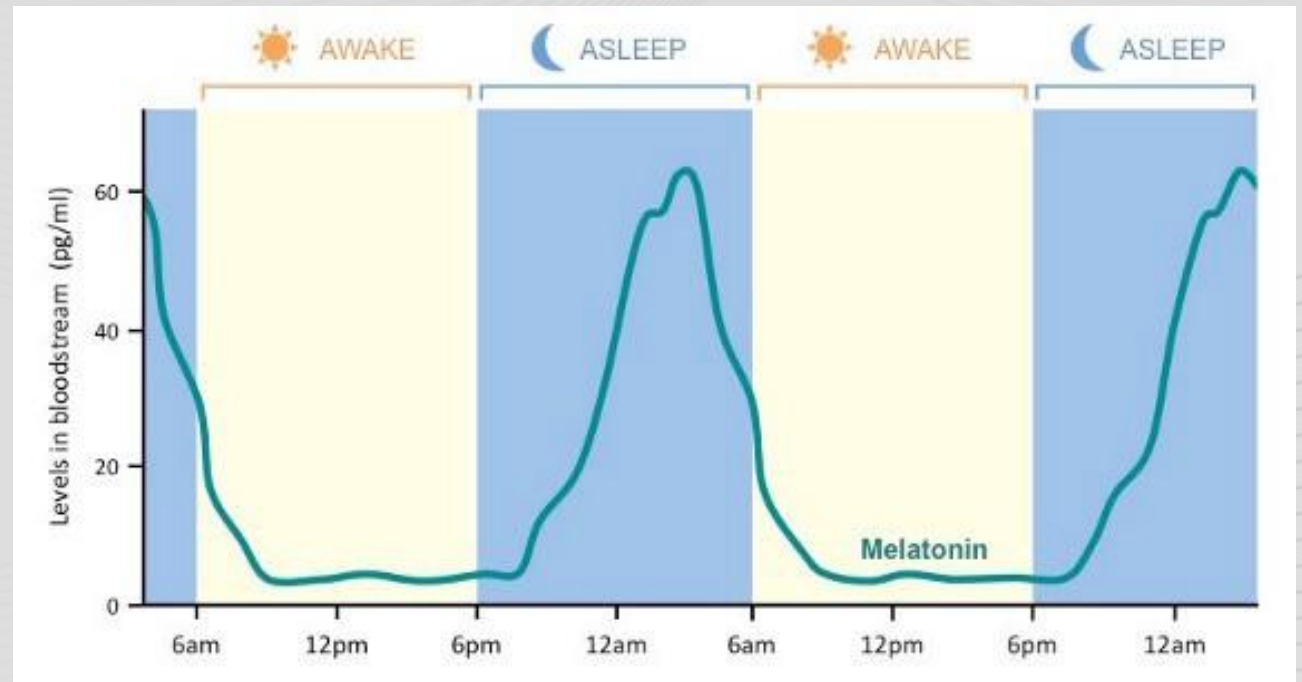 AWAKE ASLEEP AWAKE ASLEEP
Levels in bloodstream (pg/ml)
60
40
20
0
Melatonin
6am 12pm 6pm 12am 6am 12pm 6pm 12am